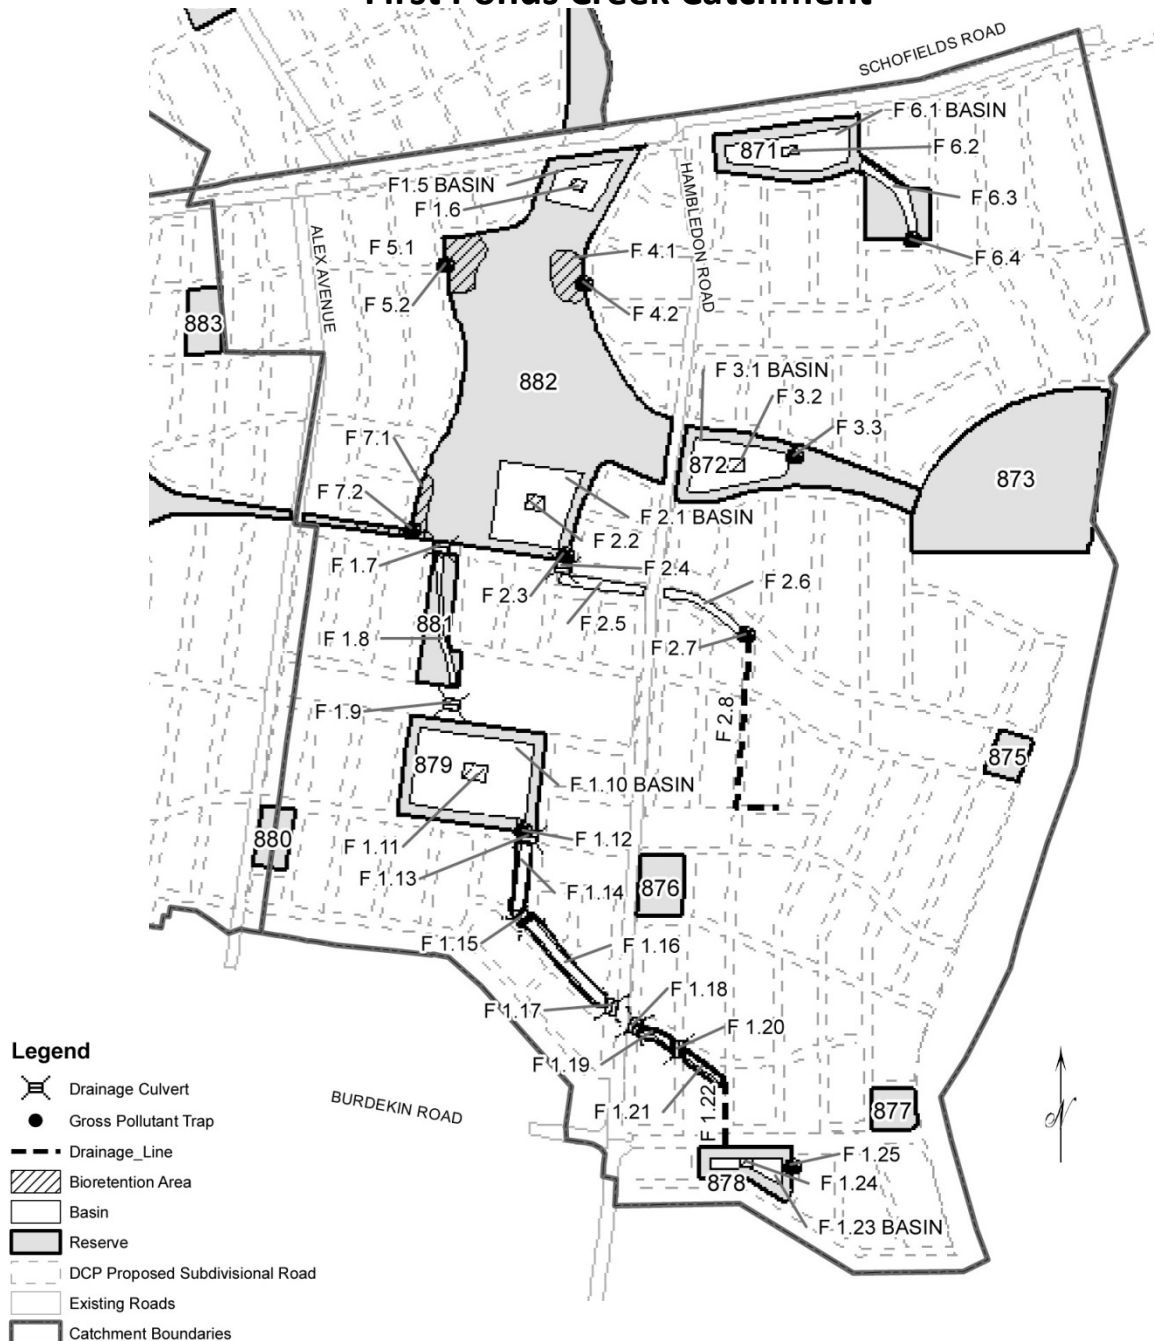 First Ponds Creek Catchment
SCHOFIELDS ROAD
F 6.1 BASIN
871
F 6.2
F1.5 BASIN
F 1.6
HAMBLEDON ROAD
F 6.3
ALEX AVENUE
F 5.1
F 4.1
F 6.4
F 5.2
F 4.2
883
882
F 3.1 BASIN
F 3.2
F 3.3
F 7.1
872
873
F 7.2
F 2.1 BASIN
F 2.2
F 1.7
F 2.4
F 2.3
F 2.5
F 2.6
881
F 1.8
F 2.7
F 2.8
F 1.9
879
875
F 1.10 BASIN
880
F 1.11
F 1.12
F 1.13
F 1.14
876
F 1.15
F 1.16
F 1.18
F 1.17
F 1.20
F 1.19
F 1.21
F 1.22
877
BURDEKIN ROAD
N
F 1.25
878
F 1.24
F 1.23 BASIN
Legend
Drainage Culvert
Gross Pollutant Trap
Drainage_Line
Bioretention Area
Basin
Reserve
DCP Proposed Subdivisional Road
Existing Roads
Catchment Boundaries